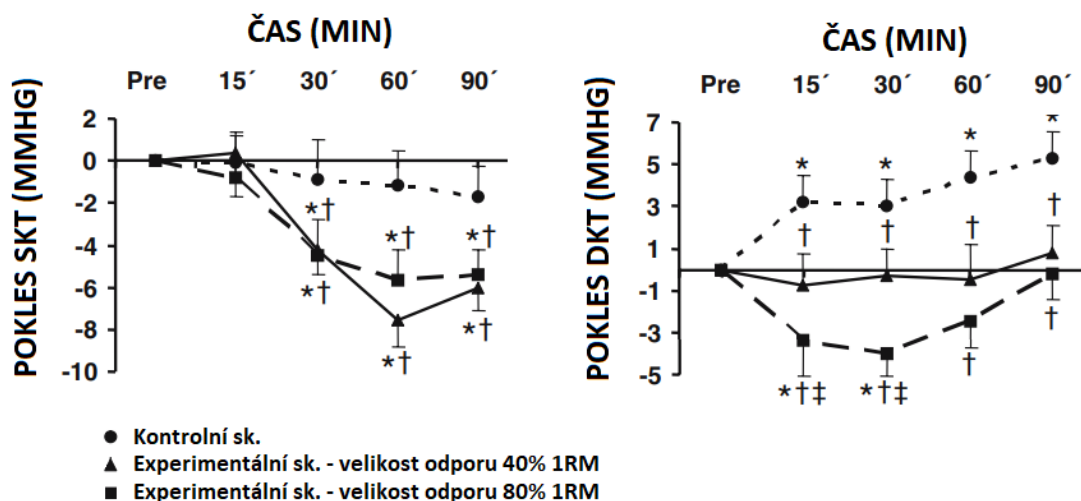 ČAS (MIN)
Pre 15´ 30´ 60´ 90´
POKLES SKT (MMHG)
2
0
-2
-4
-6
-8
-10
*†
*†
*†
*†
*†
*†
ČAS (MIN)
Pre 15´ 30´ 60´ 90´
POKLES DKT (MMHG)
7
5
3
1
-1
-3
-5
* * * *
† † † †
*†‡ *†‡ † †
Kontrolní sk.
Experimentální sk. - velikost odporu 40% 1RM
Experimentální sk. - velikost odporu 80% 1RM